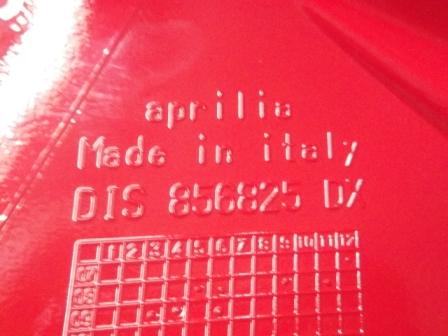 aprilia
Made in italy
DIS 856825 DX
1 2 3 4 5 6 7 8 9 10 11 12